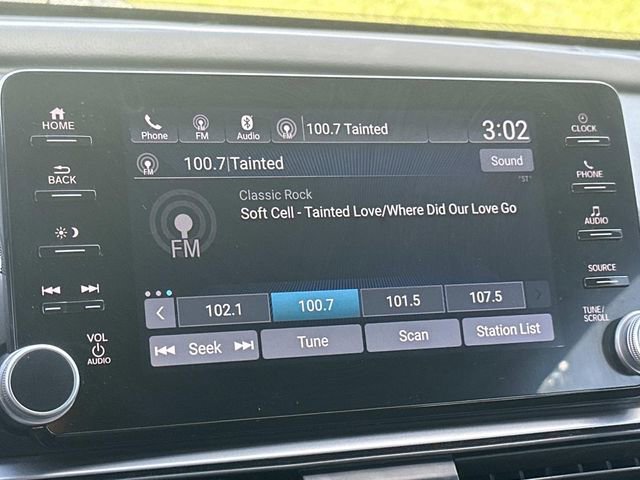 HOME
BACK
VOL
AUDIO
Phone FM Audio FM 100.7 Tainted 3:02
FM 100.7|Tainted Sound
"ST"
Classic Rock
Soft Cell - Tainted Love/Where Did Our Love Go
FM
102.1 100.7 101.5 107.5
Seek Tune Scan Station List
CLOCK
PHONE
AUDIO
SOURCE
TUNE/
SCROLL